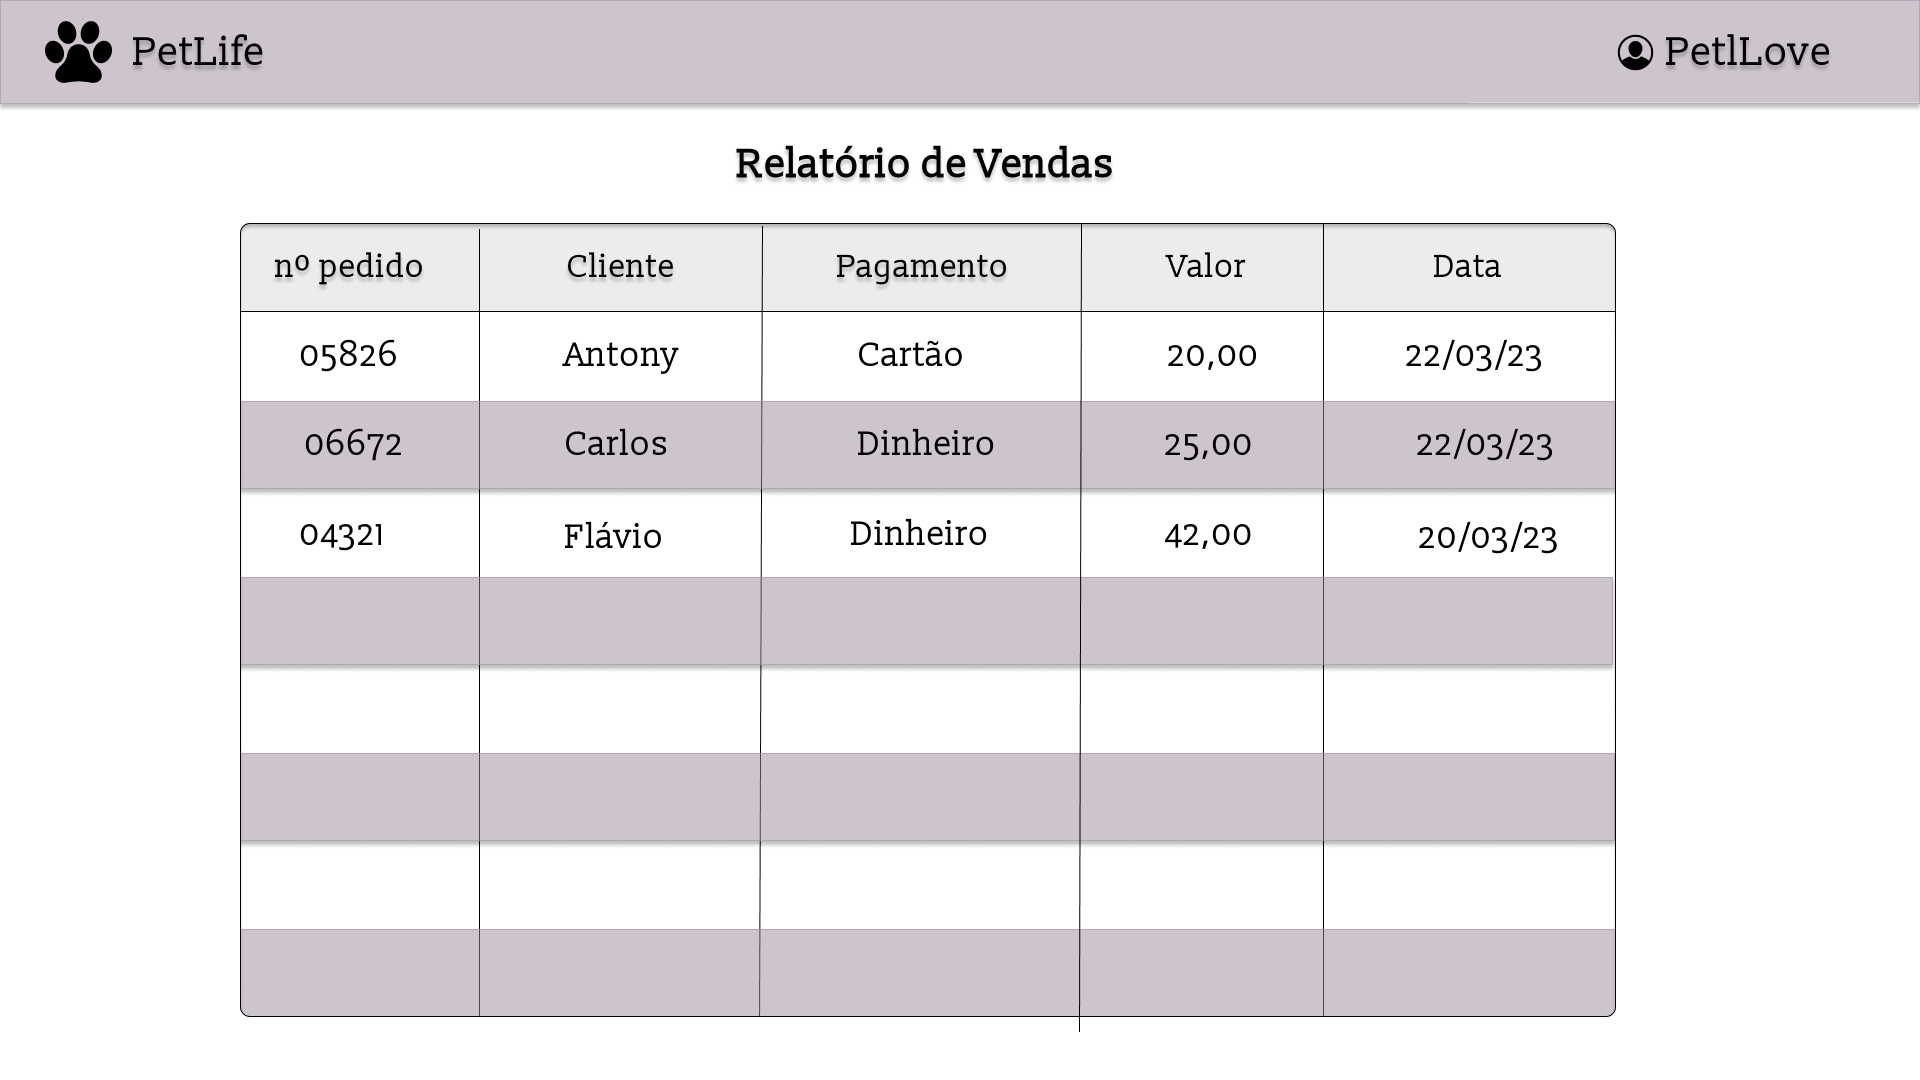 PetLife
PetlLove
Relatório de Vendas
nº pedido Cliente Pagamento Valor Data
05826 Antony Cartão 20,00 22/03/23
06672 Carlos Dinheiro 25,00 22/03/23
04321 Flávio Dinheiro 42,00 20/03/23